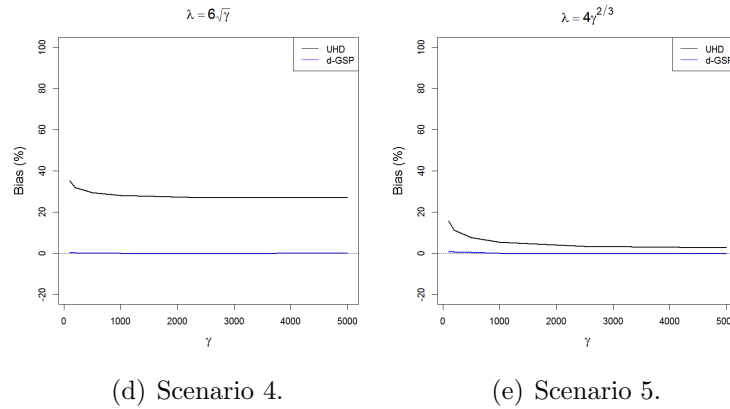 λ = 6√γ
UHD
d-GSP
Bias (%)
100
80
60
40
20
0
-20
0
1000
2000
3000
4000
5000
γ
(d) Scenario 4.
λ = 4γ^{2/3}
UHD
d-GSP
Bias (%)
100
80
60
40
20
0
-20
0
1000
2000
3000
4000
5000
γ
(e) Scenario 5.